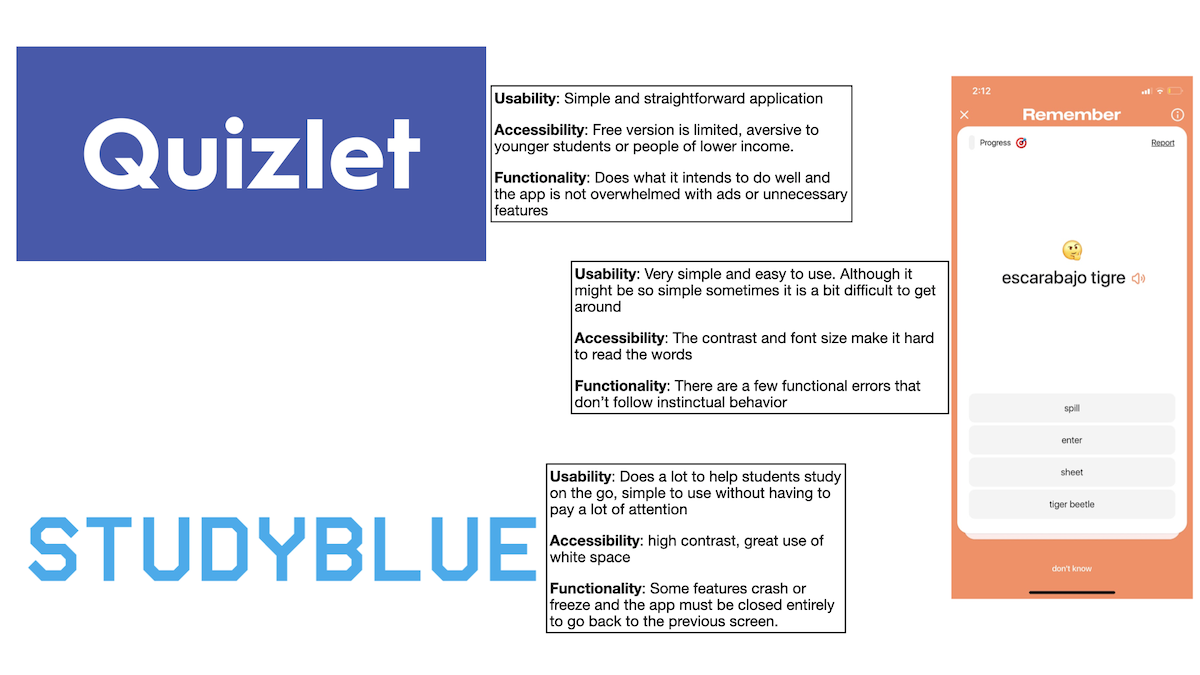 Quizlet
Usability: Simple and straightforward application
Accessibility: Free version is limited, aversive to
younger students or people of lower income.
Functionality: Does what it intends to do well and
the app is not overwhelmed with ads or unnecessary
features
Usability: Very simple and easy to use. Although it
might be so simple sometimes it is a bit difficult to get
around
Accessibility: The contrast and font size make it hard
to read the words
Functionality: There are a few functional errors that
don’t follow instinctual behavior
2:12
Remember
Progress
Report
escarabajo tigre
spill
enter
sheet
tiger beetle
don't know
STUDYBLUE
Usability: Does a lot to help students study
on the go, simple to use without having to
pay a lot of attention
Accessibility: high contrast, great use of
white space
Functionality: Some features crash or
freeze and the app must be closed entirely
to go back to the previous screen.